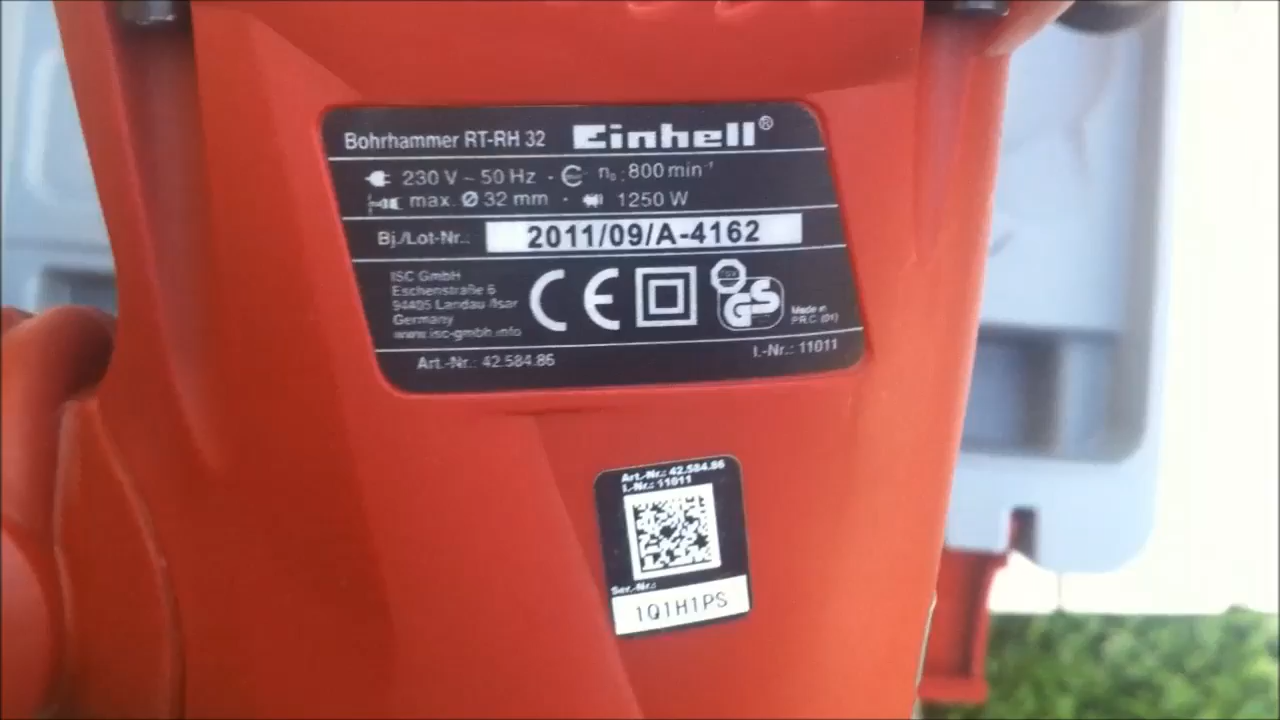 Bohrhammer RT-RH 32 Einhell®
230 V ~ 50 Hz · n₀: 800 min⁻¹
max. Ø 32 mm · 1250 W
Bj./Lot-Nr.: 2011/09/A-4162
ISC GmbH
Eschenstraße 6
94405 Landau /Isar
Germany
www.isc-gmbh.info
CE
GS
Made in
P.R.C (01)
Art.-Nr.: 42.584.86 I.-Nr.: 11011
Art.-Nr.: 42.584.86
I.-Nr.: 11011
Ser.-Nr.:
1Q1H1PS